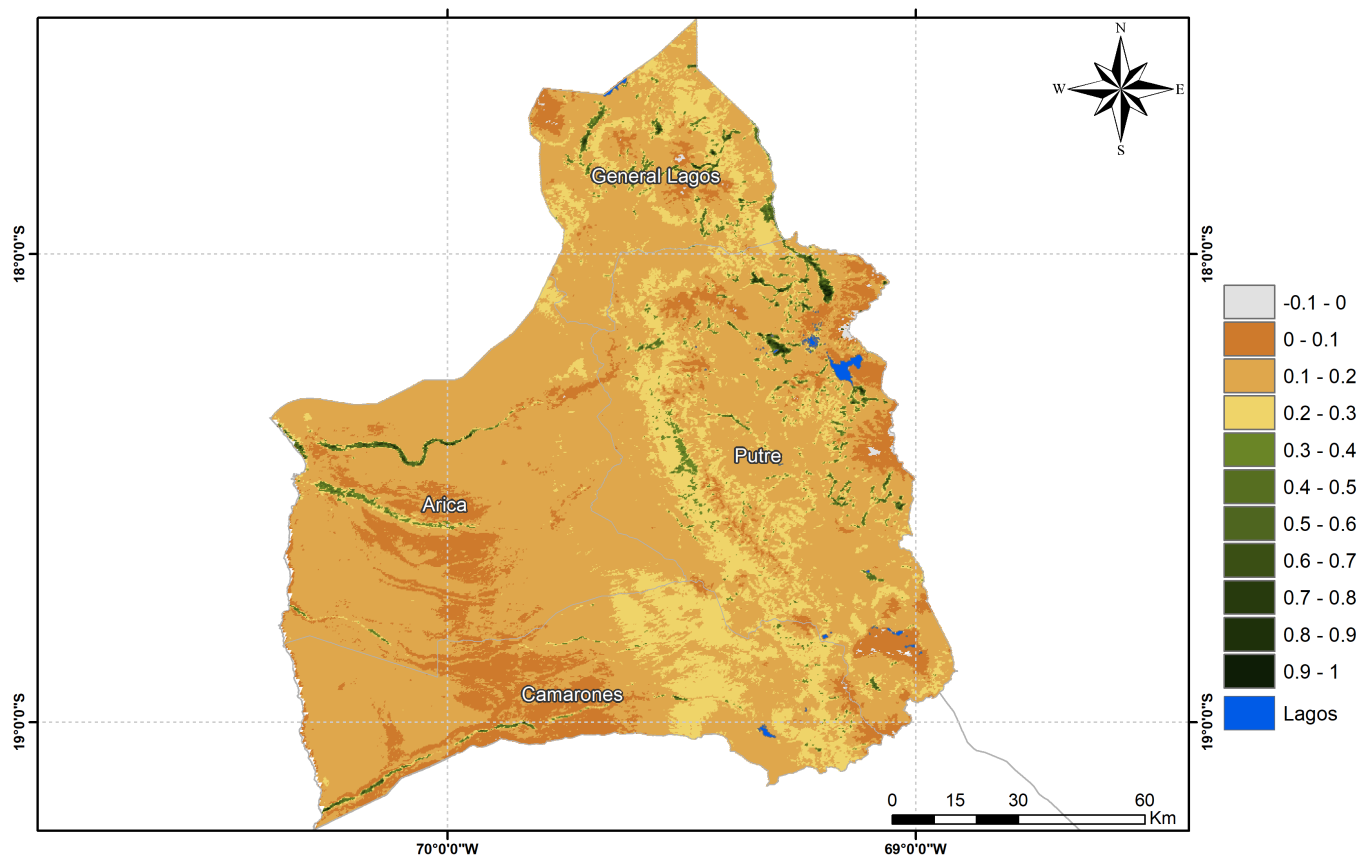 N
W E
S
General Lagos
18°0'0"S
18°0'0"S
-0.1 - 0
0 - 0.1
0.1 - 0.2
0.2 - 0.3
0.3 - 0.4
0.4 - 0.5
0.5 - 0.6
0.6 - 0.7
0.7 - 0.8
0.8 - 0.9
0.9 - 1
Lagos
Putre
Arica
Camarones
19°0'0"S
19°0'0"S
0 15 30 60
Km
70°0'0"W
69°0'0"W